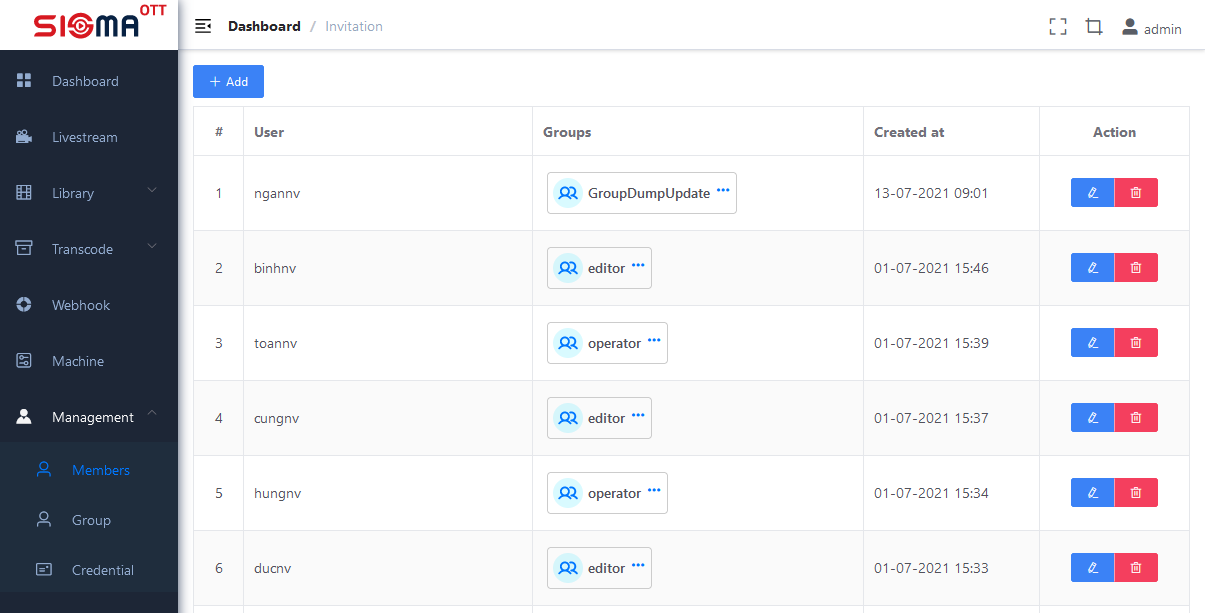 SIGMA OTT
Dashboard / Invitation
admin
Dashboard
Livestream
Library
Transcode
Webhook
Machine
Management
Members
Group
Credential
+ Add
# User Groups Created at Action
1 ngannv GroupDumpUpdate ••• 13-07-2021 09:01
2 binhnv editor ••• 01-07-2021 15:46
3 toannv operator ••• 01-07-2021 15:39
4 cungnv editor ••• 01-07-2021 15:37
5 hungnv operator ••• 01-07-2021 15:34
6 ducnv editor ••• 01-07-2021 15:33